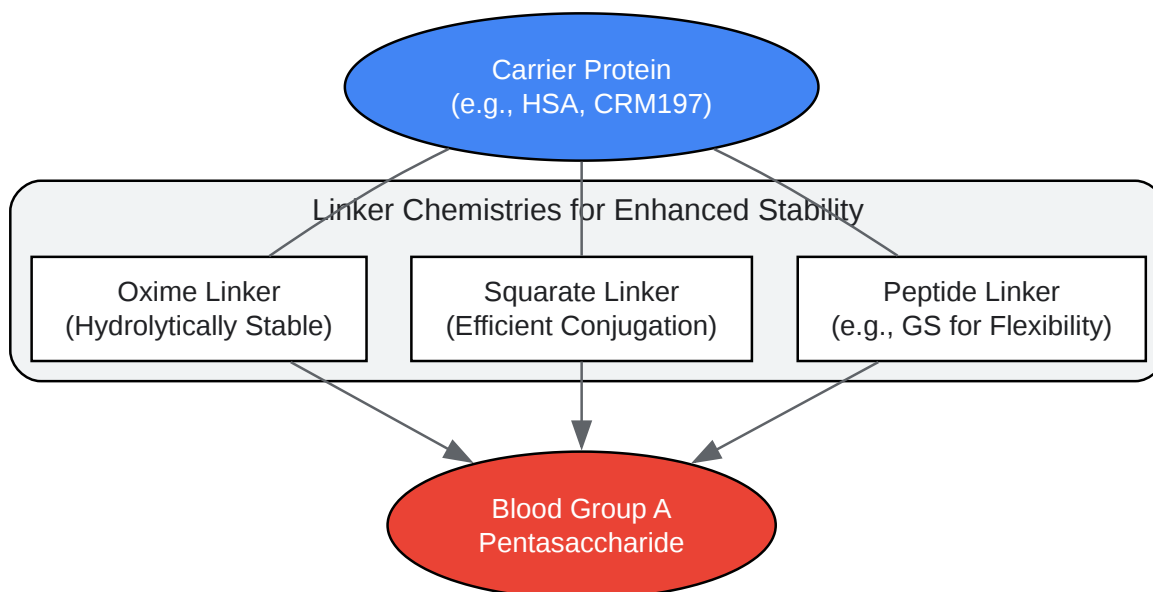 Carrier Protein
(e.g., HSA, CRM197)
Linker Chemistries for Enhanced Stability
Oxime Linker
(Hydrolytically Stable)
Squarate Linker
(Efficient Conjugation)
Peptide Linker
(e.g., GS for Flexibility)
Blood Group A
Pentasaccharide